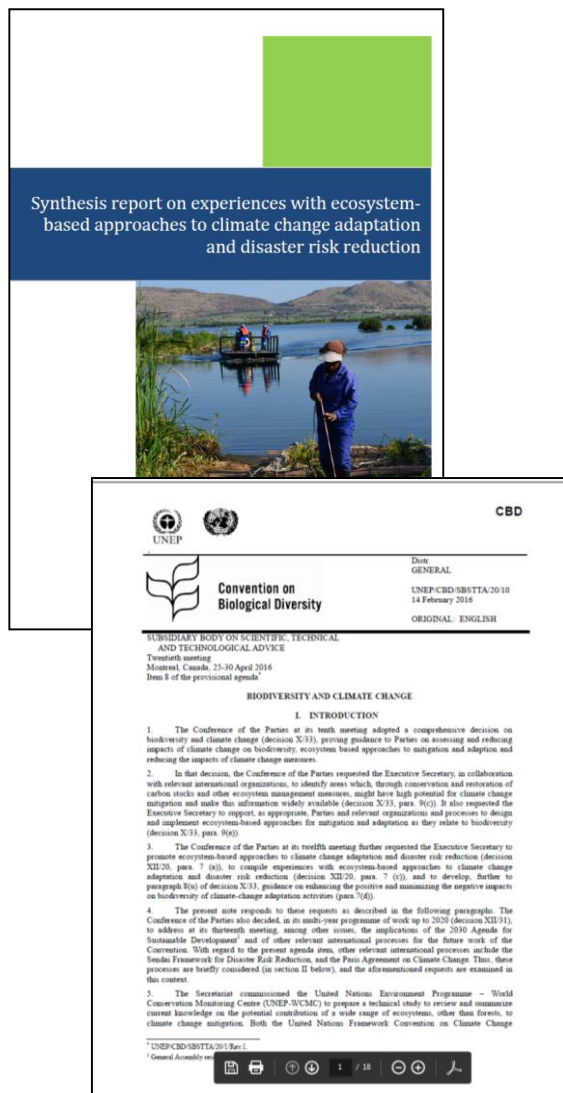 Synthesis report on experiences with ecosystem-
based approaches to climate change adaptation
and disaster risk reduction
CBD
UNEP
Distr.
GENERAL
UNEP/CBD/SBSTTA/20/10
14 February 2016
ORIGINAL: ENGLISH
Convention on
Biological Diversity
SUBSIDIARY BODY ON SCIENTIFIC, TECHNICAL
AND TECHNOLOGICAL ADVICE
Twentieth meeting
Montreal, Canada, 25-30 April 2016
Item 8 of the provisional agenda*
BIODIVERSITY AND CLIMATE CHANGE
I. INTRODUCTION
1. The Conference of the Parties at its tenth meeting adopted a comprehensive decision on
biodiversity and climate change (decision X/33), proving guidance to Parties on assessing and reducing
impacts of climate change on biodiversity, ecosystem based approaches to mitigation and adaption and
reducing the impacts of climate change measures.
2. In that decision, the Conference of the Parties requested the Executive Secretary, in collaboration
with relevant international organizations, to identify areas which, through conservation and restoration of
carbon stocks and other ecosystem management measures, might have high potential for climate change
mitigation and make this information widely available (decision X/33, para. 9(c)). It also requested the
Executive Secretary to support, as appropriate, Parties and relevant organizations and processes to design
and implement ecosystem-based approaches for mitigation and adaptation as they relate to biodiversity
(decision X/33, para. 9(e)).
3. The Conference of the Parties at its twelfth meeting further requested the Executive Secretary to
promote ecosystem-based approaches to climate change adaptation and disaster risk reduction (decision
XII/20, para. 7 (a)), to compile experiences with ecosystem-based approaches to climate change
adaptation and disaster risk reduction (decision XII/20, para. 7 (c)), and to develop, further to
paragraph 8(u) of decision X/33, guidance on enhancing the positive and minimizing the negative impacts
on biodiversity of climate-change adaptation activities (para.7(d)).
4. The present note responds to these requests as described in the following paragraphs. The
Conference of the Parties also decided, in its multi-year programme of work up to 2020 (decision XII/31),
to address at its thirteenth meeting, among other issues, the implications of the 2030 Agenda for
Sustainable Development¹ and of other relevant international processes for the future work of the
Convention. With regard to the present agenda item, other relevant international processes include the
Sendai Framework for Disaster Risk Reduction, and the Paris Agreement on Climate Change. Thus, these
processes are briefly considered (in section II below), and the aforementioned requests are examined in
this context.
5. The Secretariat commissioned the United Nations Environment Programme – World
Conservation Monitoring Centre (UNEP-WCMC) to prepare a technical study to review and summarize
current knowledge on the potential contribution of a wide range of ecosystems, other than forests, to
climate change mitigation. Both the United Nations Framework Convention on Climate Change
* UNEP/CBD/SBSTTA/20/1/Rev.1.
¹ General Assembly
1 / 18